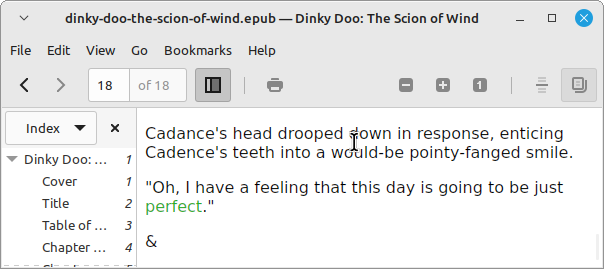 dinky-doo-the-scion-of-wind.epub — Dinky Doo: The Scion of Wind
File Edit View Go Bookmarks Help
18 of 18
Index
Dinky Doo: ... 1
Cover 1
Title 2
Table of ... 3
Chapter ... 4
Cadance's head drooped down in response, enticing
Cadence's teeth into a would-be pointy-fanged smile.
"Oh, I have a feeling that this day is going to be just
perfect."
&